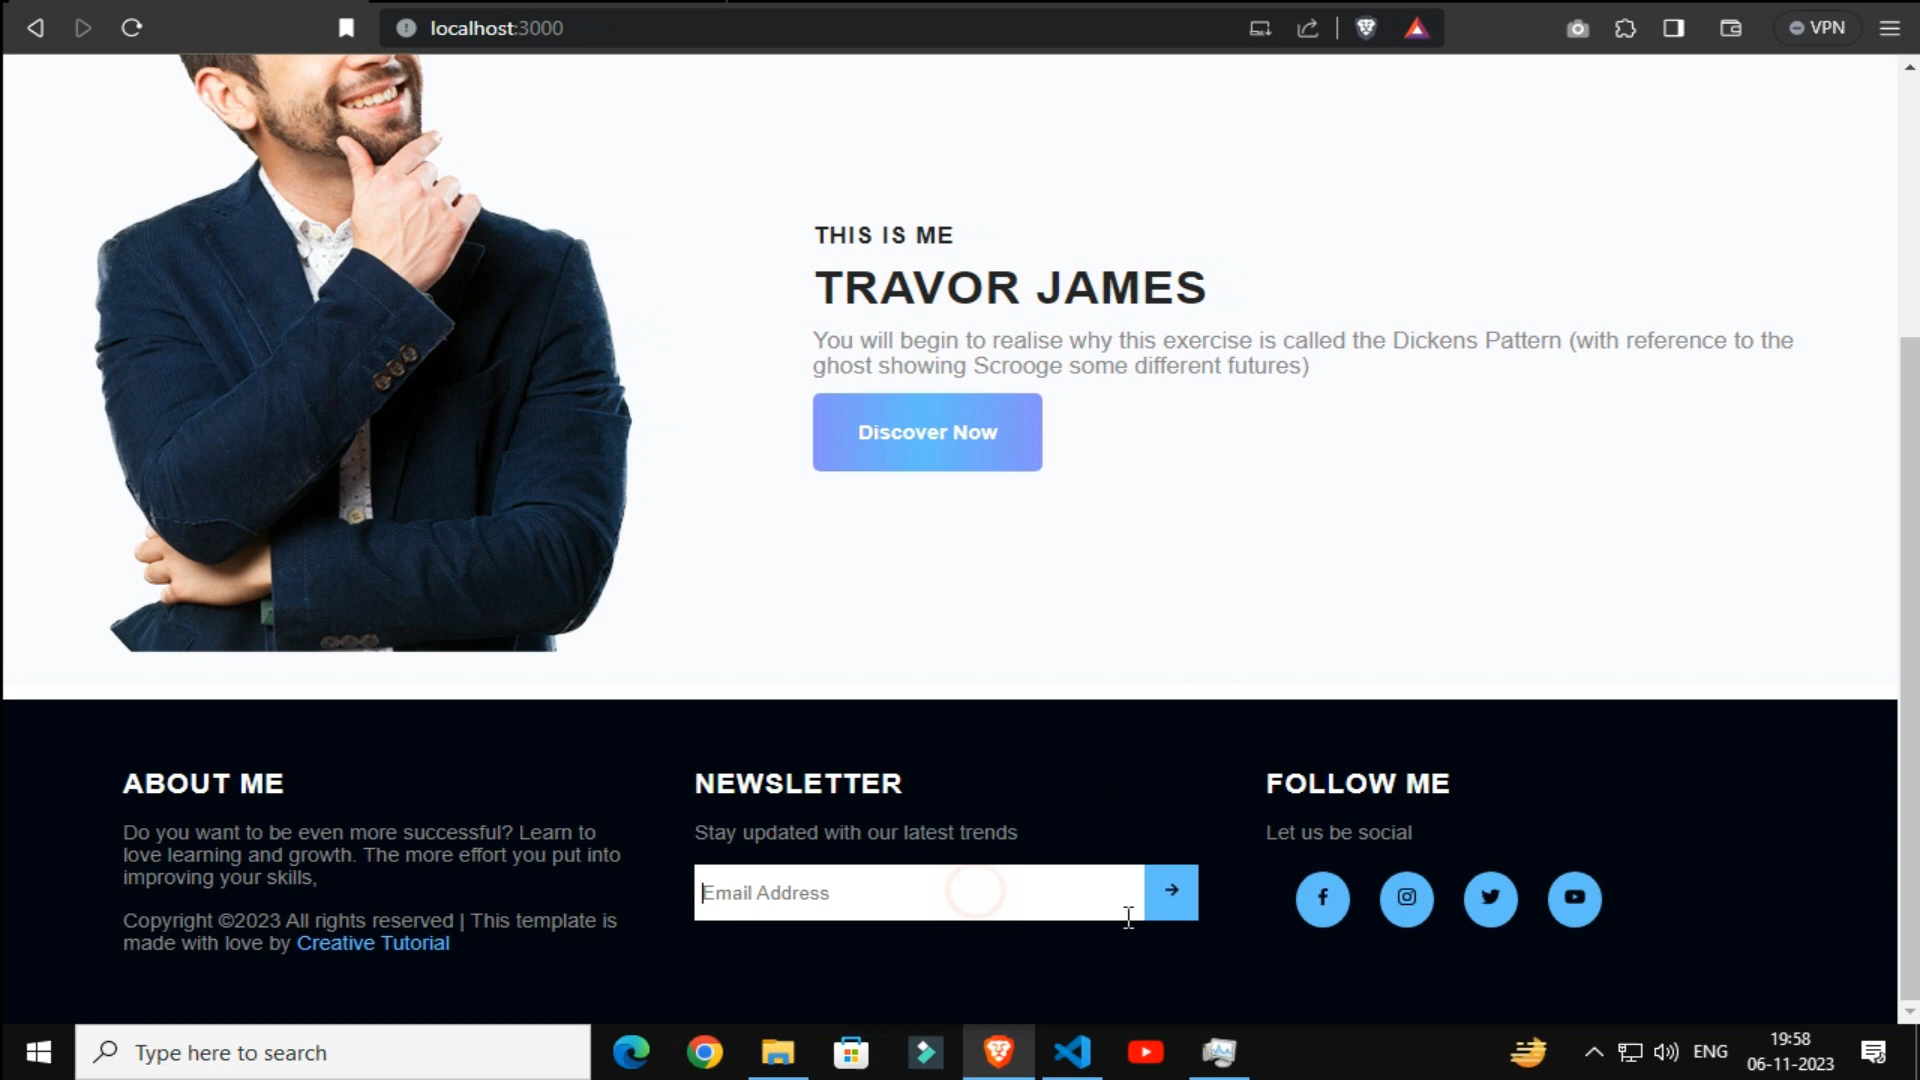 localhost:3000
VPN
THIS IS ME
TRAVOR JAMES
You will begin to realise why this exercise is called the Dickens Pattern (with reference to the
ghost showing Scrooge some different futures)
Discover Now
ABOUT ME
Do you want to be even more successful? Learn to
love learning and growth. The more effort you put into
improving your skills,
Copyright ©2023 All rights reserved | This template is
made with love by Creative Tutorial
NEWSLETTER
Stay updated with our latest trends
Email Address
FOLLOW ME
Let us be social
Type here to search
ENG
19:58
06-11-2023